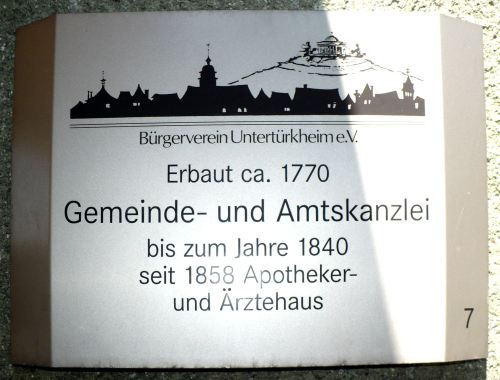 Bürgerverein Untertürkheim e.V.
Erbaut ca. 1770
Gemeinde- und Amtskanzlei
bis zum Jahre 1840
seit 1858 Apotheker-
und Ärztehaus
7